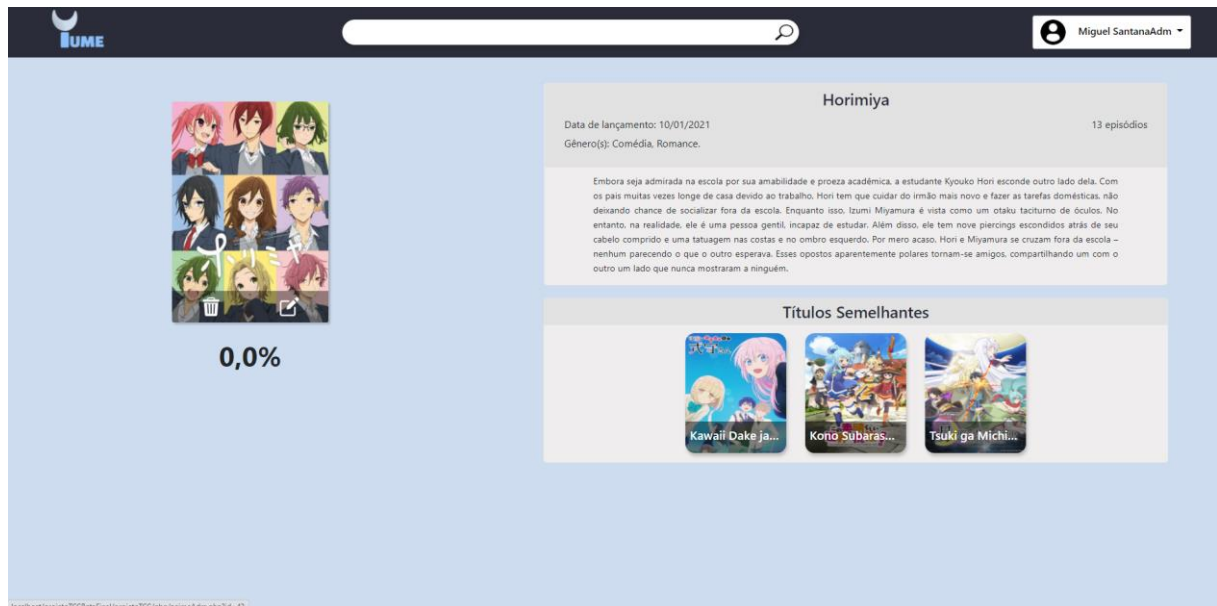 YUME
Miguel SantanaAdm
Horimiya
Data de lançamento: 10/01/2021
13 episódios
Gênero(s): Comédia, Romance.
Embora seja admirada na escola por sua amabilidade e proeza acadêmica, a estudante Kyouko Hori esconde outro lado dela. Com
os pais muitas vezes longe de casa devido ao trabalho, Hori tem que cuidar do irmão mais novo e fazer as tarefas domésticas, não
deixando chance de socializar fora da escola. Enquanto isso, Izumi Miyamura é vista como um otaku taciturno de óculos. No
entanto, na realidade, ele é uma pessoa gentil, incapaz de estudar. Além disso, ele tem nove piercings escondidos atrás de seu
cabelo comprido e uma tatuagem nas costas e no ombro esquerdo. Por mero acaso, Hori e Miyamura se cruzam fora da escola –
nenhum parecendo o que o outro esperava. Esses opostos aparentemente polares tornam-se amigos, compartilhando um com o
outro um lado que nunca mostraram a ninguém.
ホリミヤ
0,0%
Títulos Semelhantes
Kawaii Dake ja...
Kono Subaras...
Tsuki ga Michi...